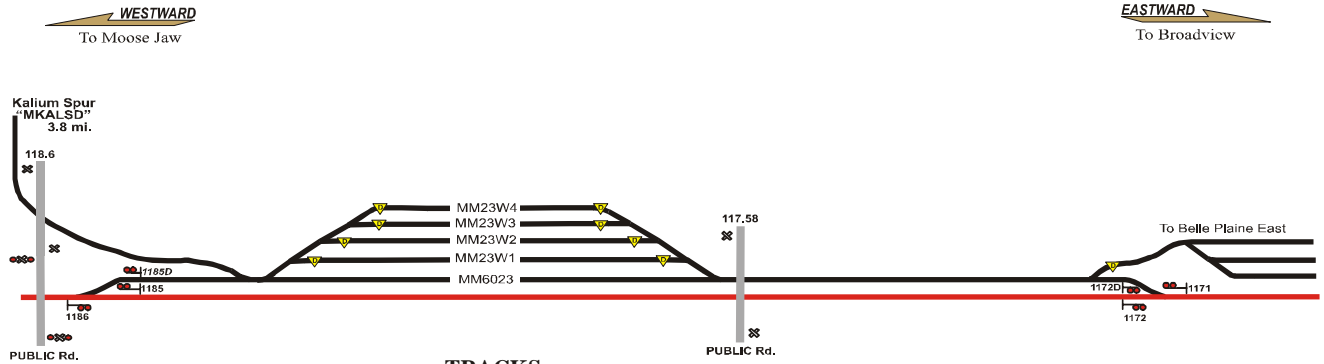 WESTWARD
To Moose Jaw
EASTWARD
To Broadview
Kalium Spur
"MKALSD"
3.8 mi.
118.6
MM23W4
MM23W3
MM23W2
MM23W1
MM6023
117.58
To Belle Plaine East
1185D
1185
1186
1172D
1171
1172
PUBLIC Rd.
PUBLIC Rd.
TRACKS